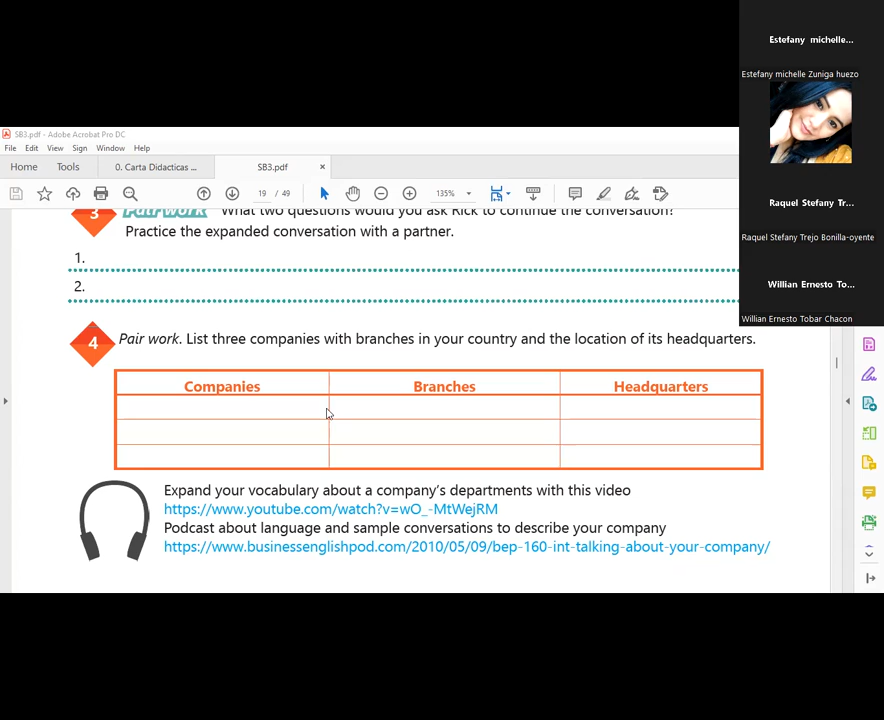 SB3.pdf - Adobe Acrobat Pro DC
File Edit View Sign Window Help
Home Tools 0. Carta Didacticas ... SB3.pdf ×
19 / 49 135%
3 Pair work What two questions would you ask Rick to continue the conversation?
Practice the expanded conversation with a partner.
1.
2.
4 Pair work. List three companies with branches in your country and the location of its headquarters.
Companies Branches Headquarters
Expand your vocabulary about a company's departments with this video
https://www.youtube.com/watch?v=wO_-MtWejRM
Podcast about language and sample conversations to describe your company
https://www.businessenglishpod.com/2010/05/09/bep-160-int-talking-about-your-company/
Estefany michelle...
Estefany michelle Zuniga huezo
Raquel Stefany Tr...
Raquel Stefany Trejo Bonilla-oyente
Willian Ernesto To...
Willian Ernesto Tobar Chacon